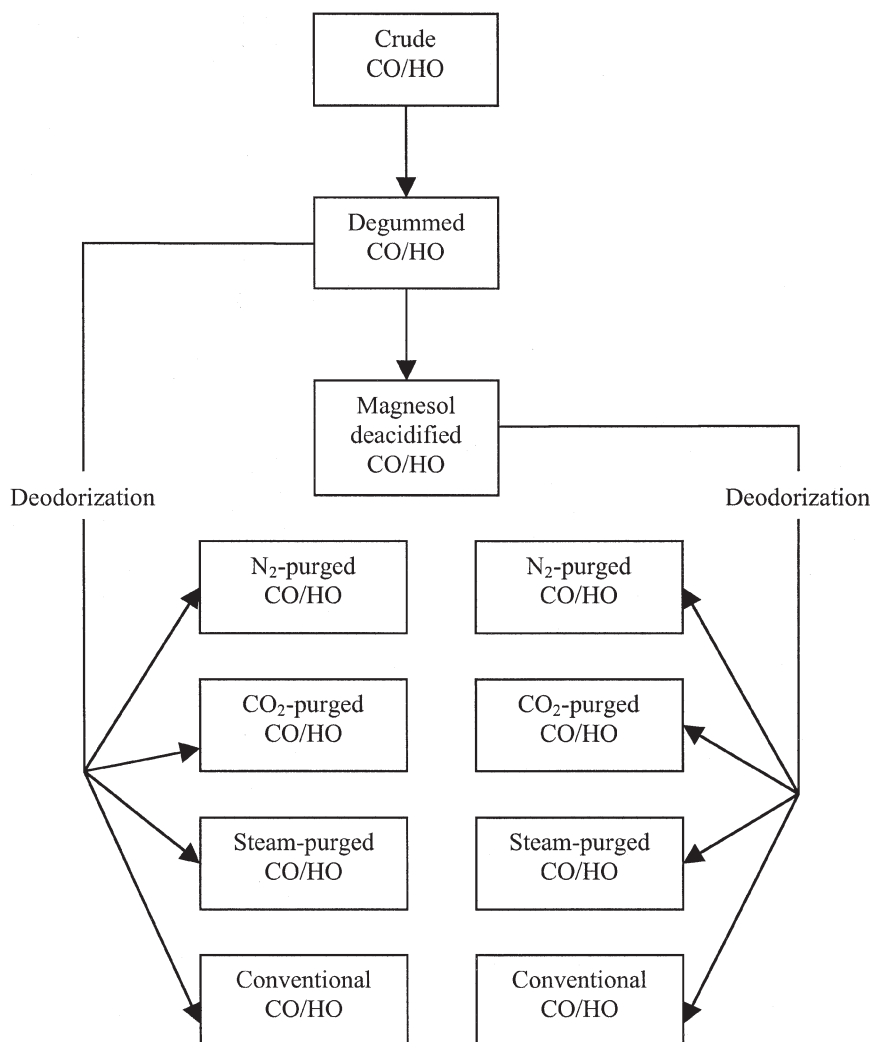 Crude
CO/HO
Degummed
CO/HO
Magnesol
deacidified
CO/HO
Deodorization
Deodorization
N₂-purged
CO/HO
N₂-purged
CO/HO
CO₂-purged
CO/HO
CO₂-purged
CO/HO
Steam-purged
CO/HO
Steam-purged
CO/HO
Conventional
CO/HO
Conventional
CO/HO